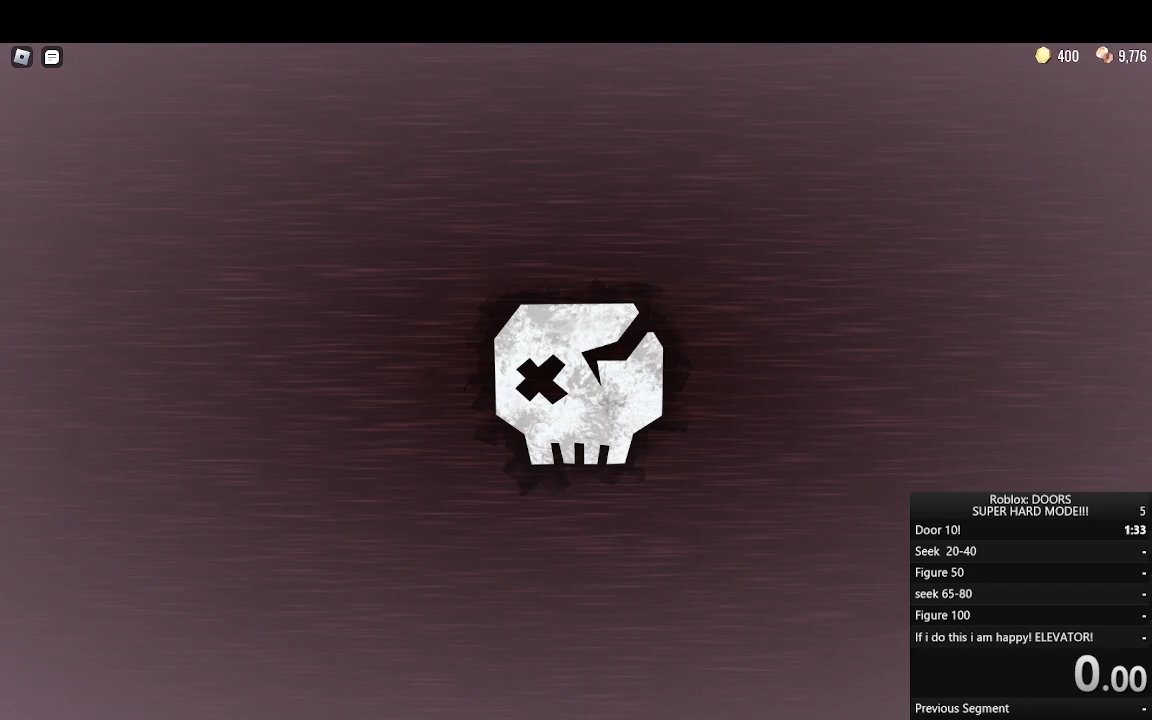 400 9,776
Roblox: DOORS
SUPER HARD MODE!!! 5
Door 10! 1:33
Seek 20-40 -
Figure 50 -
seek 65-80 -
Figure 100 -
If i do this i am happy! ELEVATOR! -
0.00
Previous Segment -